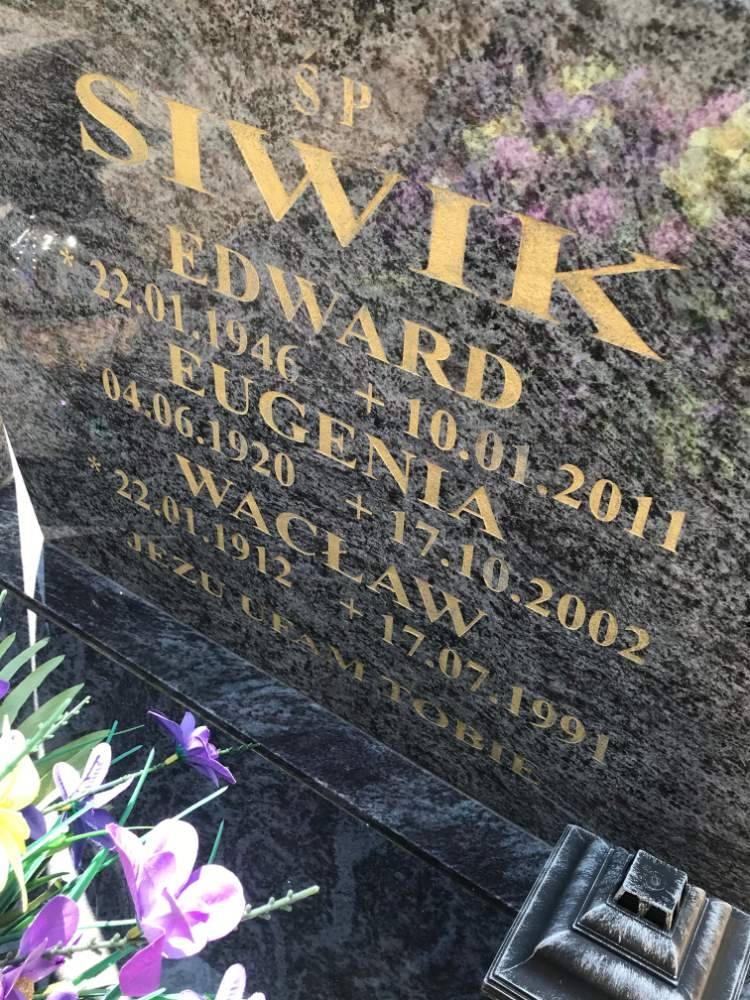 ŚP
SIWIK
EDWARD
* 22.01.1946 + 10.01.2011
EUGENIA
* 04.06.1920 + 17.10.2002
WACŁAW
* 22.01.1912 + 17.07.1991
JEZU UFAM TOBIE